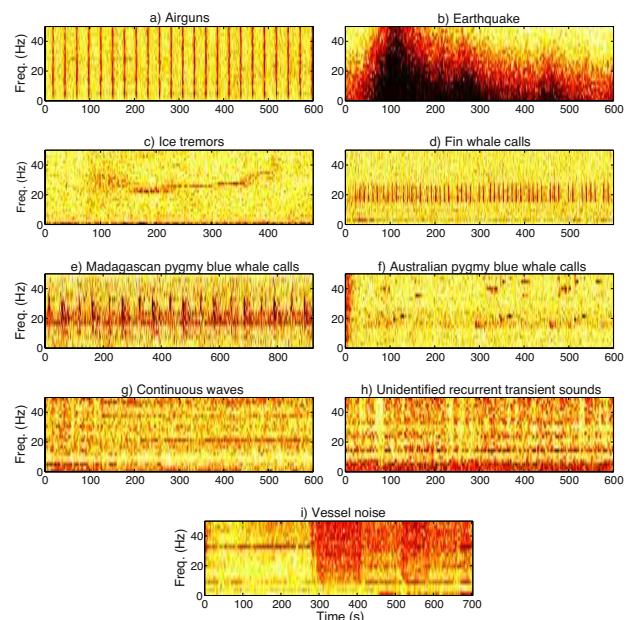 a) Airguns
b) Earthquake
Freq. (Hz)
40
20
0
0 100 200 300 400 500 600
40
20
0
100 200 300 400 500 600
c) Ice tremors
d) Fin whale calls
Freq. (Hz)
40
20
0
100 200 300 400
40
20
0
0 200 400 600
e) Madagascan pygmy blue whale calls
f) Australian pygmy blue whale calls
Freq. (Hz)
40
20
0
200 400 600 800
40
20
0
0 100 200 300 400 500 600
g) Continuous waves
h) Unidentified recurrent transient sounds
Freq. (Hz)
40
20
0
0 100 200 300 400 500 600
40
20
0
0 100 200 300 400 500 600
i) Vessel noise
Freq. (Hz)
40
20
0
0 100 200 300 400 500 600 700
Time (s)